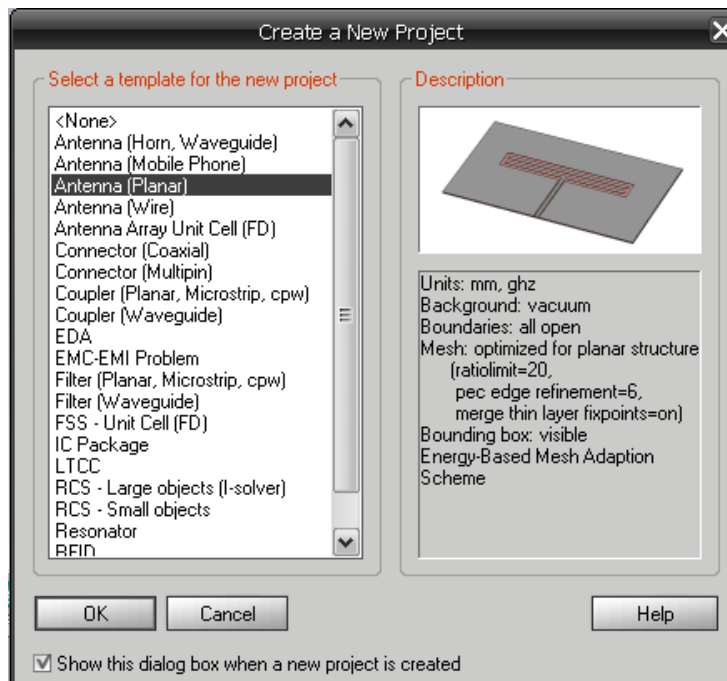 Create a New Project
Select a template for the new project
<None>
Antenna (Horn, Waveguide)
Antenna (Mobile Phone)
Antenna (Planar)
Antenna (Wire)
Antenna Array Unit Cell (FD)
Connector (Coaxial)
Connector (Multipin)
Coupler (Planar, Microstrip, cpw)
Coupler (Waveguide)
EDA
EMC-EMI Problem
Filter (Planar, Microstrip, cpw)
Filter (Waveguide)
FSS - Unit Cell (FD)
IC Package
LTCC
RCS - Large objects (I-solver)
RCS - Small objects
Resonator
RFID
Description
Units: mm, ghz
Background: vacuum
Boundaries: all open
Mesh: optimized for planar structure
(ratiolimit=20,
pec edge refinement=6,
merge thin layer fixpoints=on)
Bounding box: visible
Energy-Based Mesh Adaption
Scheme
OK
Cancel
Help
Show this dialog box when a new project is created